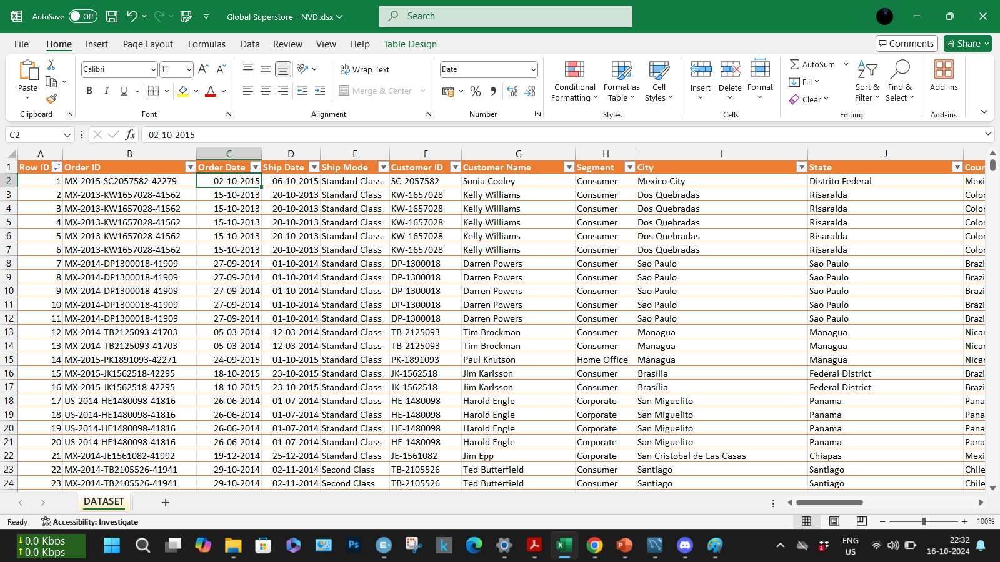 AutoSave Off Global Superstore - NVD.xlsx Search
File Home Insert Page Layout Formulas Data Review View Help Table Design Comments Share
Paste Calibri 11 Wrap Text Date Conditional Formatting Format as Table Cell Styles Insert Delete Format AutoSum Fill Clear Sort & Filter Find & Select Add-ins
B I U Merge & Center
Clipboard Font Alignment Number Styles Cells Editing Add-ins
C2 fx 02-10-2015
A B C D E F G H I J
1 Row ID Order ID Order Date Ship Date Ship Mode Customer ID Customer Name Segment City State Cour
2 1 MX-2015-SC2057582-42279 02-10-2015 06-10-2015 Standard Class SC-2057582 Sonia Cooley Consumer Mexico City Distrito Federal Mexi
3 2 MX-2013-KW1657028-41562 15-10-2013 20-10-2013 Standard Class KW-1657028 Kelly Williams Consumer Dos Quebradas Risaralda Color
4 3 MX-2013-KW1657028-41562 15-10-2013 20-10-2013 Standard Class KW-1657028 Kelly Williams Consumer Dos Quebradas Risaralda Color
5 4 MX-2013-KW1657028-41562 15-10-2013 20-10-2013 Standard Class KW-1657028 Kelly Williams Consumer Dos Quebradas Risaralda Color
6 5 MX-2013-KW1657028-41562 15-10-2013 20-10-2013 Standard Class KW-1657028 Kelly Williams Consumer Dos Quebradas Risaralda Color
7 6 MX-2013-KW1657028-41562 15-10-2013 20-10-2013 Standard Class KW-1657028 Kelly Williams Consumer Dos Quebradas Risaralda Color
8 7 MX-2014-DP1300018-41909 27-09-2014 01-10-2014 Standard Class DP-1300018 Darren Powers Consumer Sao Paulo Sao Paulo Brazi
9 8 MX-2014-DP1300018-41909 27-09-2014 01-10-2014 Standard Class DP-1300018 Darren Powers Consumer Sao Paulo Sao Paulo Brazi
10 9 MX-2014-DP1300018-41909 27-09-2014 01-10-2014 Standard Class DP-1300018 Darren Powers Consumer Sao Paulo Sao Paulo Brazi
11 10 MX-2014-DP1300018-41909 27-09-2014 01-10-2014 Standard Class DP-1300018 Darren Powers Consumer Sao Paulo Sao Paulo Brazi
12 11 MX-2014-DP1300018-41909 27-09-2014 01-10-2014 Standard Class DP-1300018 Darren Powers Consumer Sao Paulo Sao Paulo Brazi
13 12 MX-2014-TB2125093-41703 05-03-2014 12-03-2014 Standard Class TB-2125093 Tim Brockman Consumer Managua Managua Nicar
14 13 MX-2014-TB2125093-41703 05-03-2014 12-03-2014 Standard Class TB-2125093 Tim Brockman Consumer Managua Managua Nicar
15 14 MX-2015-PK1891093-42271 24-09-2015 01-10-2015 Standard Class PK-1891093 Paul Knutson Home Office Managua Managua Nicar
16 15 MX-2015-JK1562518-42295 18-10-2015 23-10-2015 Standard Class JK-1562518 Jim Karlsson Consumer Brasília Federal District Brazi
17 16 MX-2015-JK1562518-42295 18-10-2015 23-10-2015 Standard Class JK-1562518 Jim Karlsson Consumer Brasília Federal District Brazi
18 17 US-2014-HE1480098-41816 26-06-2014 01-07-2014 Standard Class HE-1480098 Harold Engle Corporate San Miguelito Panama Pana
19 18 US-2014-HE1480098-41816 26-06-2014 01-07-2014 Standard Class HE-1480098 Harold Engle Corporate San Miguelito Panama Pana
20 19 US-2014-HE1480098-41816 26-06-2014 01-07-2014 Standard Class HE-1480098 Harold Engle Corporate San Miguelito Panama Pana
21 20 US-2014-HE1480098-41816 26-06-2014 01-07-2014 Standard Class HE-1480098 Harold Engle Corporate San Miguelito Panama Pana
22 21 MX-2014-JE1561082-41992 19-12-2014 25-12-2014 Standard Class JE-1561082 Jim Epp Corporate San Cristobal de Las Casas Chiapas Mexi
23 22 MX-2014-TB2105526-41941 29-10-2014 02-11-2014 Second Class TB-2105526 Ted Butterfield Consumer Santiago Santiago Chile
24 23 MX-2014-TB2105526-41941 29-10-2014 02-11-2014 Second Class TB-2105526 Ted Butterfield Consumer Santiago Santiago Chile
DATASET
Ready Accessibility: Investigate 100%
0.0 Kbps ENG 22:32
0.0 Kbps US 16-10-2024